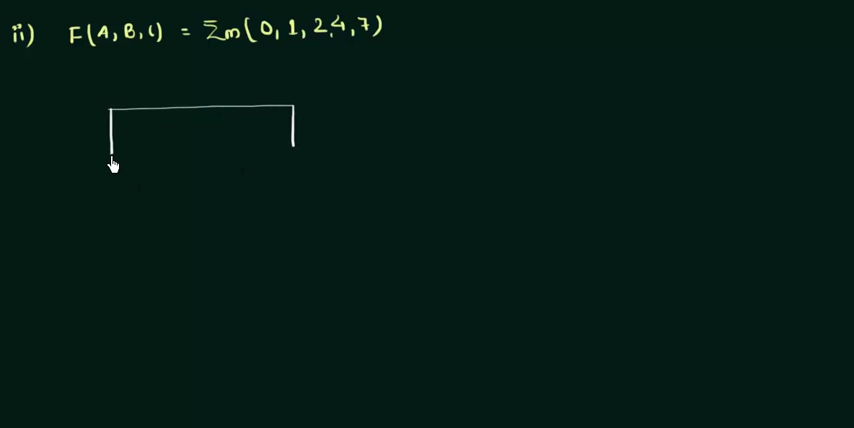 ii) F(A, B, C) = Σm(0, 1, 2,4,7)